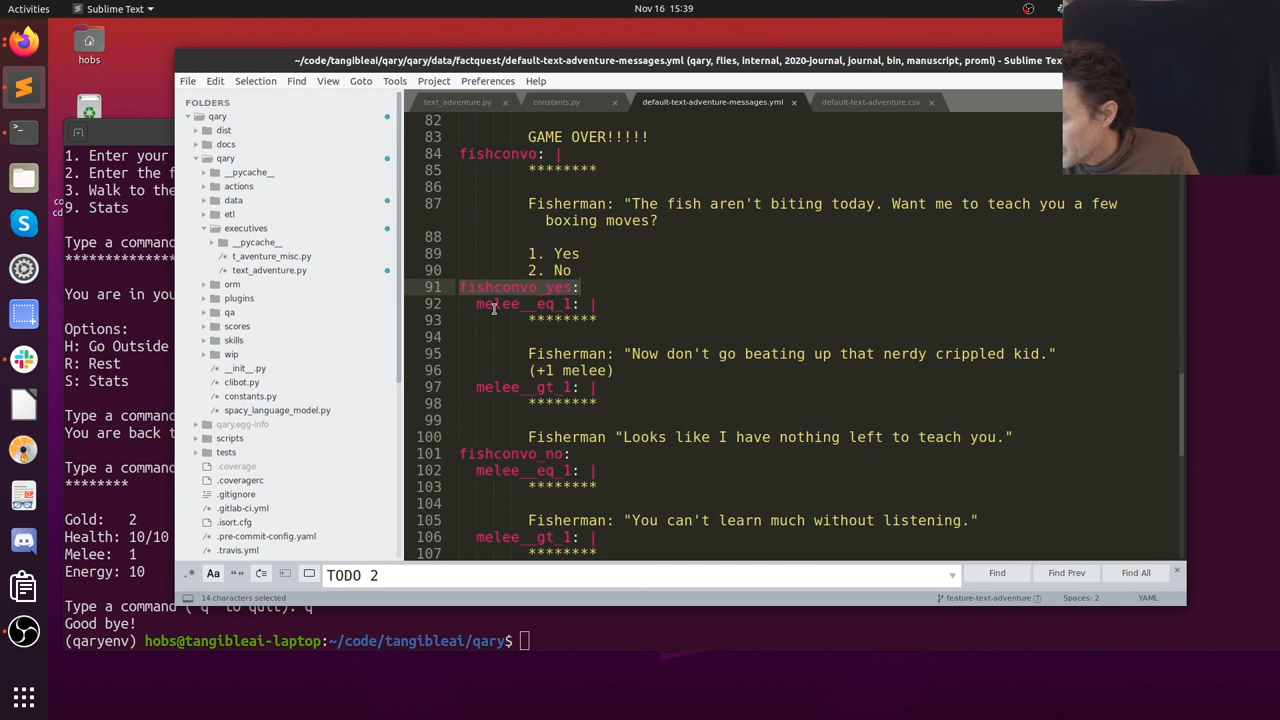 Activities
Sublime Text
Nov 16 15:39
hobs
~/code/tangibleai/qary/qary/data/factquest/default-text-adventure-messages.yml (qary, flies, internal, 2020-journal, journal, bin, manuscript, proml) - Sublime Tex
File Edit Selection Find View Goto Tools Project Preferences Help
FOLDERS
qary
dist
docs
qary
__pycache__
actions
data
etl
executives
__pycache__
t_aventure_misc.py
text_adventure.py
orm
plugins
qa
scores
skills
wip
__init__.py
clibot.py
constants.py
spacy_language_model.py
qary.egg-info
scripts
tests
.coverage
.coveragerc
.gitignore
.gitlab-ci.yml
.isort.cfg
.pre-commit-config.yaml
.travis.yml
text_adventure.py
constants.py
default-text-adventure-messages.yml
default-text-adventure.csv
82
83 GAME OVER!!!!!
84 fishconvo: |
85 ********
86
87 Fisherman: "The fish aren't biting today. Want me to teach you a few
boxing moves?
88
89 1. Yes
90 2. No
91 fishconvo_yes:
92 melee__eq_1: |
93 ********
94
95 Fisherman: "Now don't go beating up that nerdy crippled kid."
96 (+1 melee)
97 melee__gt_1: |
98 ********
99
100 Fisherman "Looks like I have nothing left to teach you."
101 fishconvo_no:
102 melee__eq_1: |
103 ********
104
105 Fisherman: "You can't learn much without listening."
106 melee__gt_1: |
107 ********
.* Aa TODO 2 Find Find Prev Find All
14 characters selected
feature-text-adventure 3
Spaces: 2
YAML
1. Enter your
2. Enter the f
3. Walk to the
9. Stats
Type a command
**************
You are in you
Options:
H: Go Outside
R: Rest
S: Stats
Type a command
You are back t
Type a command
********
Gold: 2
Health: 10/10
Melee: 1
Energy: 10
Type a command ( q to quit): q
Good bye!
(qaryenv) hobs@tangibleai-laptop:~/code/tangibleai/qary$